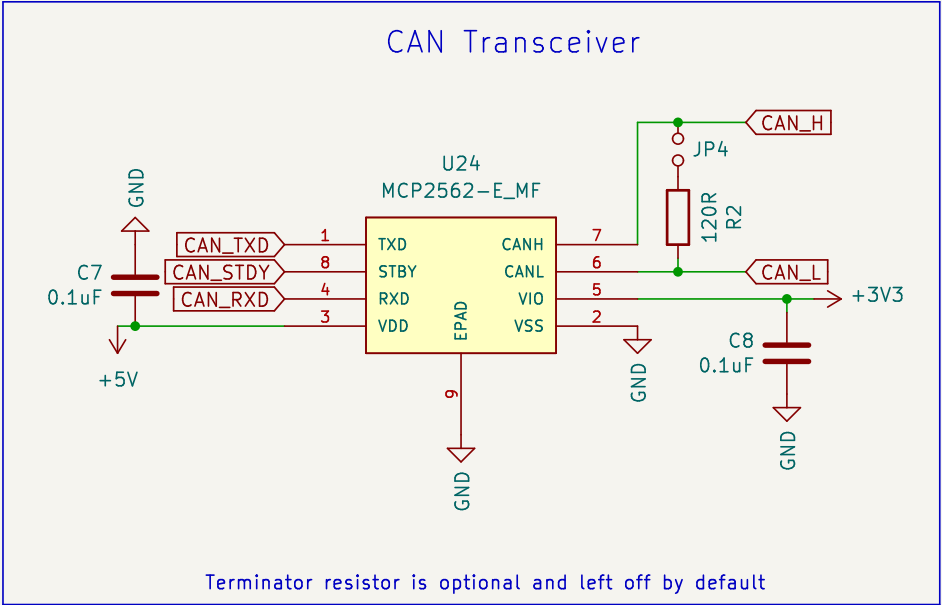 CAN Transceiver
CAN_H
JP4
U24
MCP2562-E_MF
GND
120R
R2
CAN_TXD
1
TXD
CANH
7
C7
0.1uF
CAN_STDY
8
STBY
CANL
6
CAN_L
CAN_RXD
4
RXD
VIO
5
+3V3
3
VDD
EPAD
VSS
2
C8
0.1uF
+5V
GND
9
GND
GND
Terminator resistor is optional and left off by default